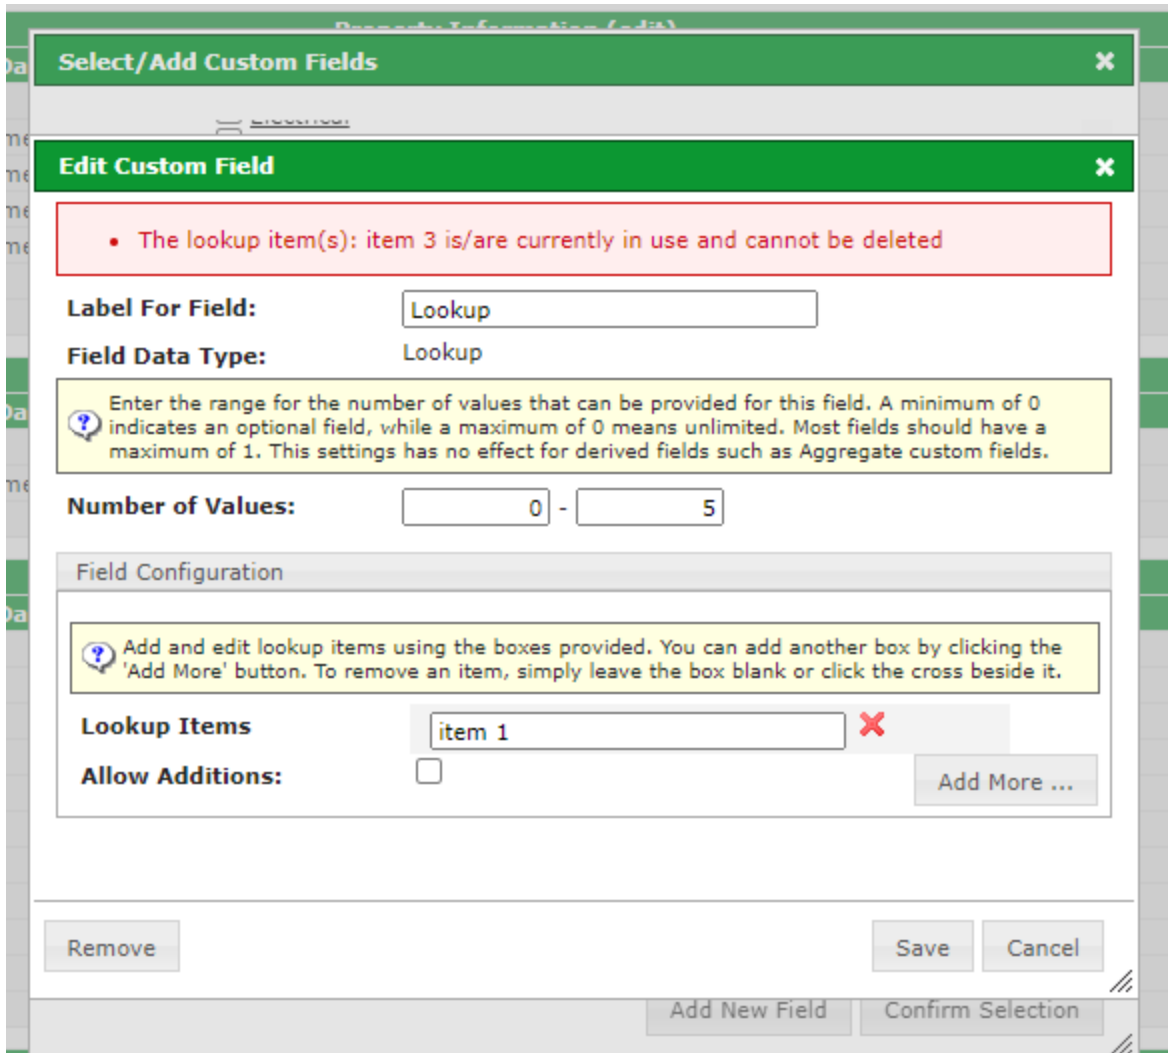 Property Information (edit)
Select/Add Custom Fields
Electrical
Edit Custom Field
The lookup item(s): item 3 is/are currently in use and cannot be deleted
Label For Field:
Lookup
Field Data Type:
Lookup
Enter the range for the number of values that can be provided for this field. A minimum of 0
indicates an optional field, while a maximum of 0 means unlimited. Most fields should have a
maximum of 1. This settings has no effect for derived fields such as Aggregate custom fields.
Number of Values:
0 - 5
Field Configuration
Add and edit lookup items using the boxes provided. You can add another box by clicking the
'Add More' button. To remove an item, simply leave the box blank or click the cross beside it.
Lookup Items
item 1
Allow Additions:
Add More ...
Remove
Save
Cancel
Add New Field
Confirm Selection